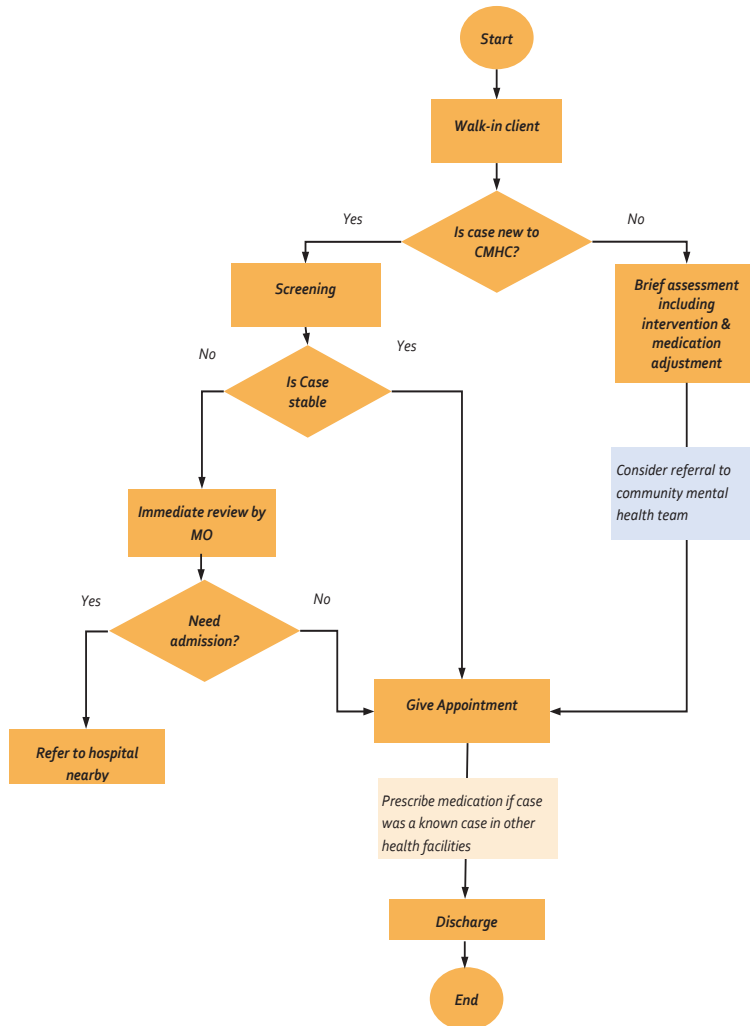 Start
Walk-in client
Yes
No
Is case new to
CMHC?
Screening
Brief assessment
including
intervention &
medication
adjustment
No
Yes
Is Case
stable
Consider referral to
community mental
health team
Immediate review by
MO
Yes
No
Need
admission?
Give Appointment
Refer to hospital
nearby
Prescribe medication if case
was a known case in other
health facilities
Discharge
End